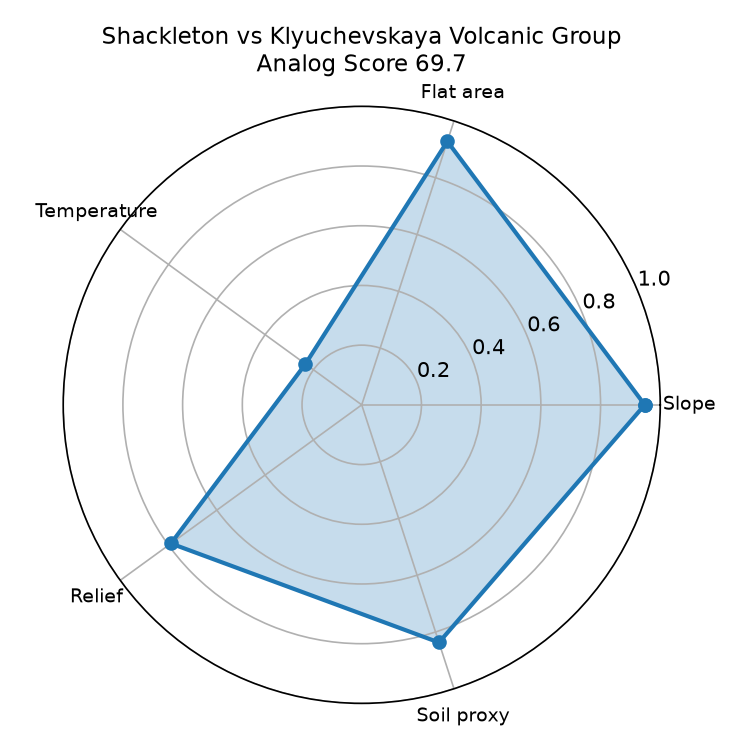 Shackleton vs Klyuchevskaya Volcanic Group
Analog Score 69.7
Flat area
Temperature
1.0
0.8
0.6
0.4
0.2
Slope
Relief
Soil proxy